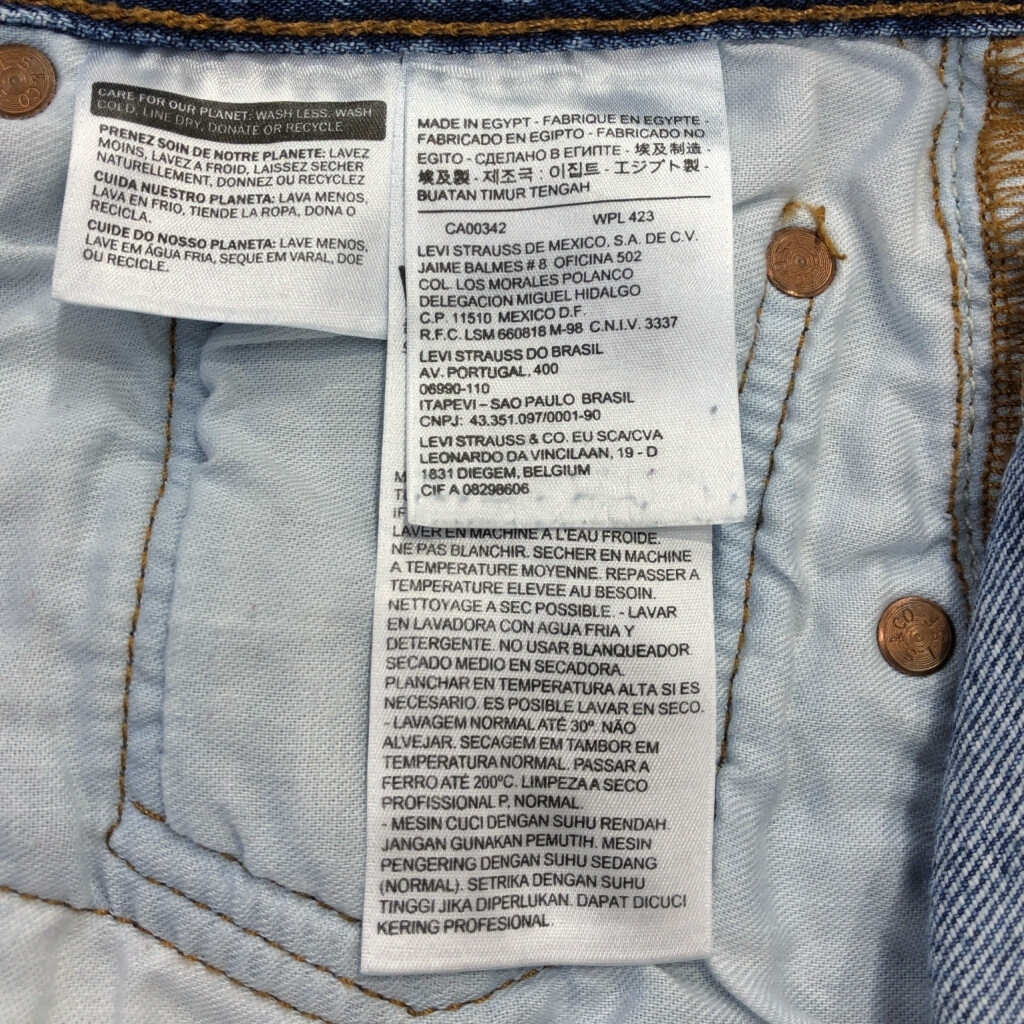 CARE FOR OUR PLANET: WASH LESS, WASH
COLD, LINE DRY, DONATE OR RECYCLE
PRENEZ SOIN DE NOTRE PLANETE: LAVEZ
MOINS, LAVEZ A FROID, LAISSEZ SECHER
NATURELLEMENT, DONNEZ OU RECYCLEZ
CUIDA NUESTRO PLANETA: LAVA MENOS,
LAVA EN FRIO, TIENDE LA ROPA, DONA O
RECICLA.
CUIDE DO NOSSO PLANETA: LAVE MENOS,
LAVE EM ÁGUA FRIA, SEQUE EM VARAL, DOE
OU RECICLE.
MADE IN EGYPT - FABRIQUE EN EGYPTE -
FABRICADO EN EGIPTO - FABRICADO NO
EGITO - СДЕЛАНО В ЕГИПТЕ - 埃及制造 -
埃及製 - 제조국 : 이집트 - エジプト製 -
BUATAN TIMUR TENGAH
CA00342 WPL 423
LEVI STRAUSS DE MEXICO, S.A. DE C.V.
JAIME BALMES # 8 OFICINA 502
COL. LOS MORALES POLANCO
DELEGACION MIGUEL HIDALGO
C.P. 11510 MEXICO D.F.
R.F.C. LSM 660818 M-98 C.N.I.V. 3337
LEVI STRAUSS DO BRASIL
AV. PORTUGAL, 400
06990-110
ITAPEVI – SAO PAULO BRASIL
CNPJ: 43.351.097/0001-90
LEVI STRAUSS & CO. EU SCA/CVA
LEONARDO DA VINCILAAN, 19 - D
1831 DIEGEM, BELGIUM
CIF A 08298606
LAVER EN MACHINE A L'EAU FROIDE.
NE PAS BLANCHIR. SECHER EN MACHINE
A TEMPERATURE MOYENNE. REPASSER A
TEMPERATURE ELEVEE AU BESOIN.
NETTOYAGE A SEC POSSIBLE. - LAVAR
EN LAVADORA CON AGUA FRIA Y
DETERGENTE. NO USAR BLANQUEADOR.
SECADO MEDIO EN SECADORA.
PLANCHAR EN TEMPERATURA ALTA SI ES
NECESARIO. ES POSIBLE LAVAR EN SECO.
- LAVAGEM NORMAL ATÉ 30º. NÃO
ALVEJAR. SECAGEM EM TAMBOR EM
TEMPERATURA NORMAL. PASSAR A
FERRO ATÉ 200ºC. LIMPEZA A SECO
PROFISSIONAL P, NORMAL.
- MESIN CUCI DENGAN SUHU RENDAH.
JANGAN GUNAKAN PEMUTIH. MESIN
PENGERING DENGAN SUHU SEDANG
(NORMAL). SETRIKA DENGAN SUHU
TINGGI JIKA DIPERLUKAN. DAPAT DICUCI
KERING PROFESIONAL.